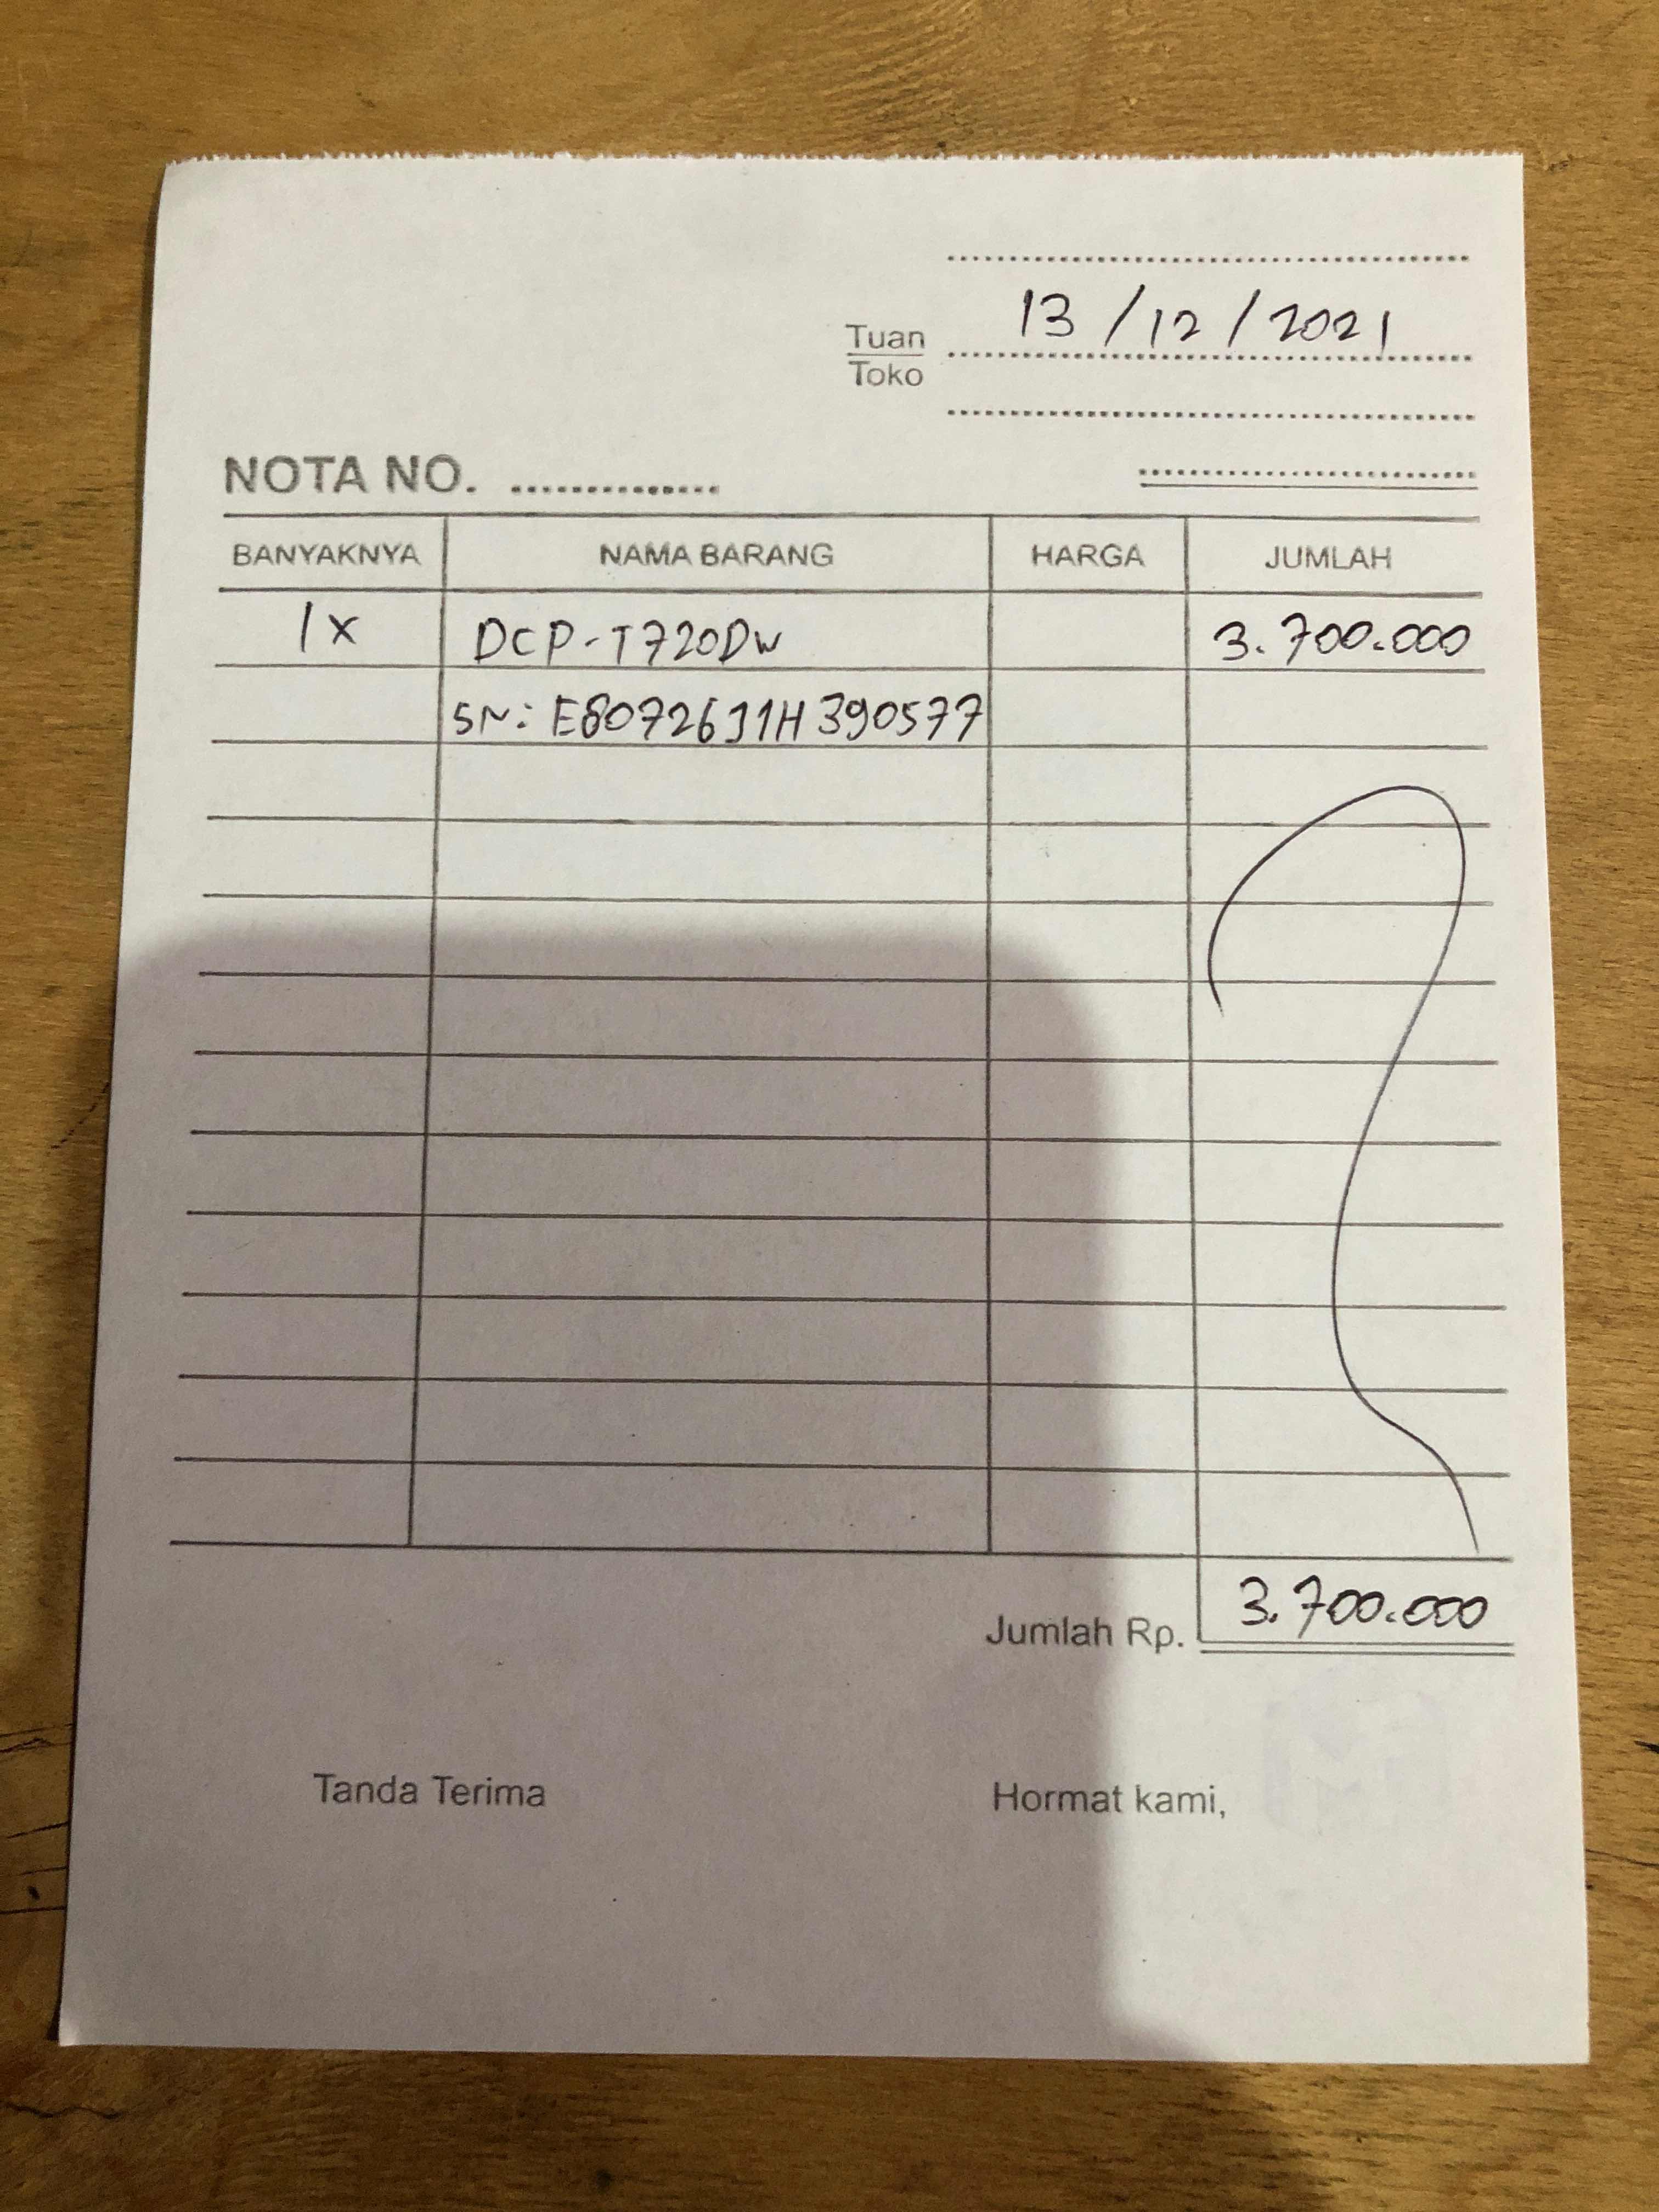 13/12/2021
Tuan
Toko
NOTA NO. ..............
BANYAKNYA NAMA BARANG HARGA JUMLAH
1x DCP-T720DW 3.700.000
SN: E80726J1H390577
Jumlah Rp. 3.700.000
Tanda Terima Hormat kami,